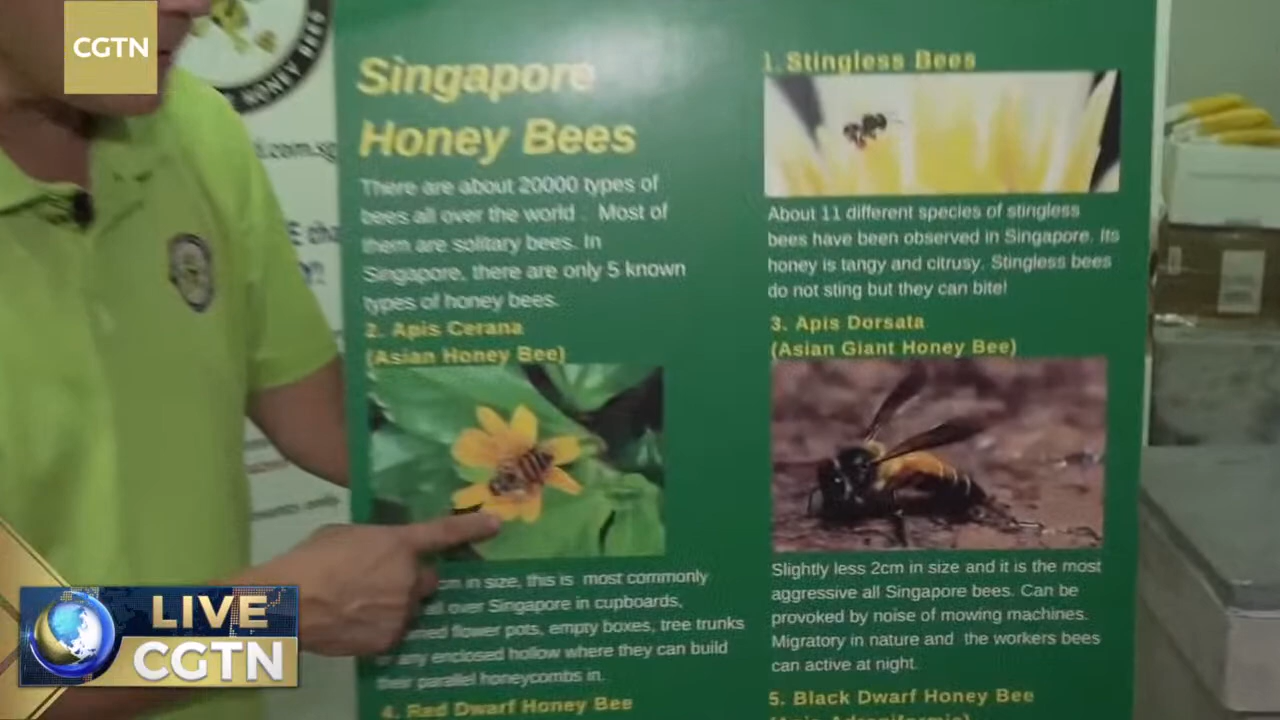 CGTN
HONEY BEES
.com.sg
Singapore
Honey Bees
There are about 20000 types of
bees all over the world . Most of
them are solitary bees. In
Singapore, there are only 5 known
types of honey bees.
2. Apis Cerana
(Asian Honey Bee)
cm in size, this is most commonly
over Singapore in cupboards,
flower pots, empty boxes, tree trunks
any enclosed hollow where they can build
their parallel honeycombs in.
4. Red Dwarf Honey Bee
1. Stingless Bees
About 11 different species of stingless
bees have been observed in Singapore. Its
honey is tangy and citrusy. Stingless bees
do not sting but they can bite!
3. Apis Dorsata
(Asian Giant Honey Bee)
Slightly less 2cm in size and it is the most
aggressive all Singapore bees. Can be
provoked by noise of mowing machines.
Migratory in nature and the workers bees
can active at night.
5. Black Dwarf Honey Bee
(Apis Adreniformis)
LIVE
CGTN